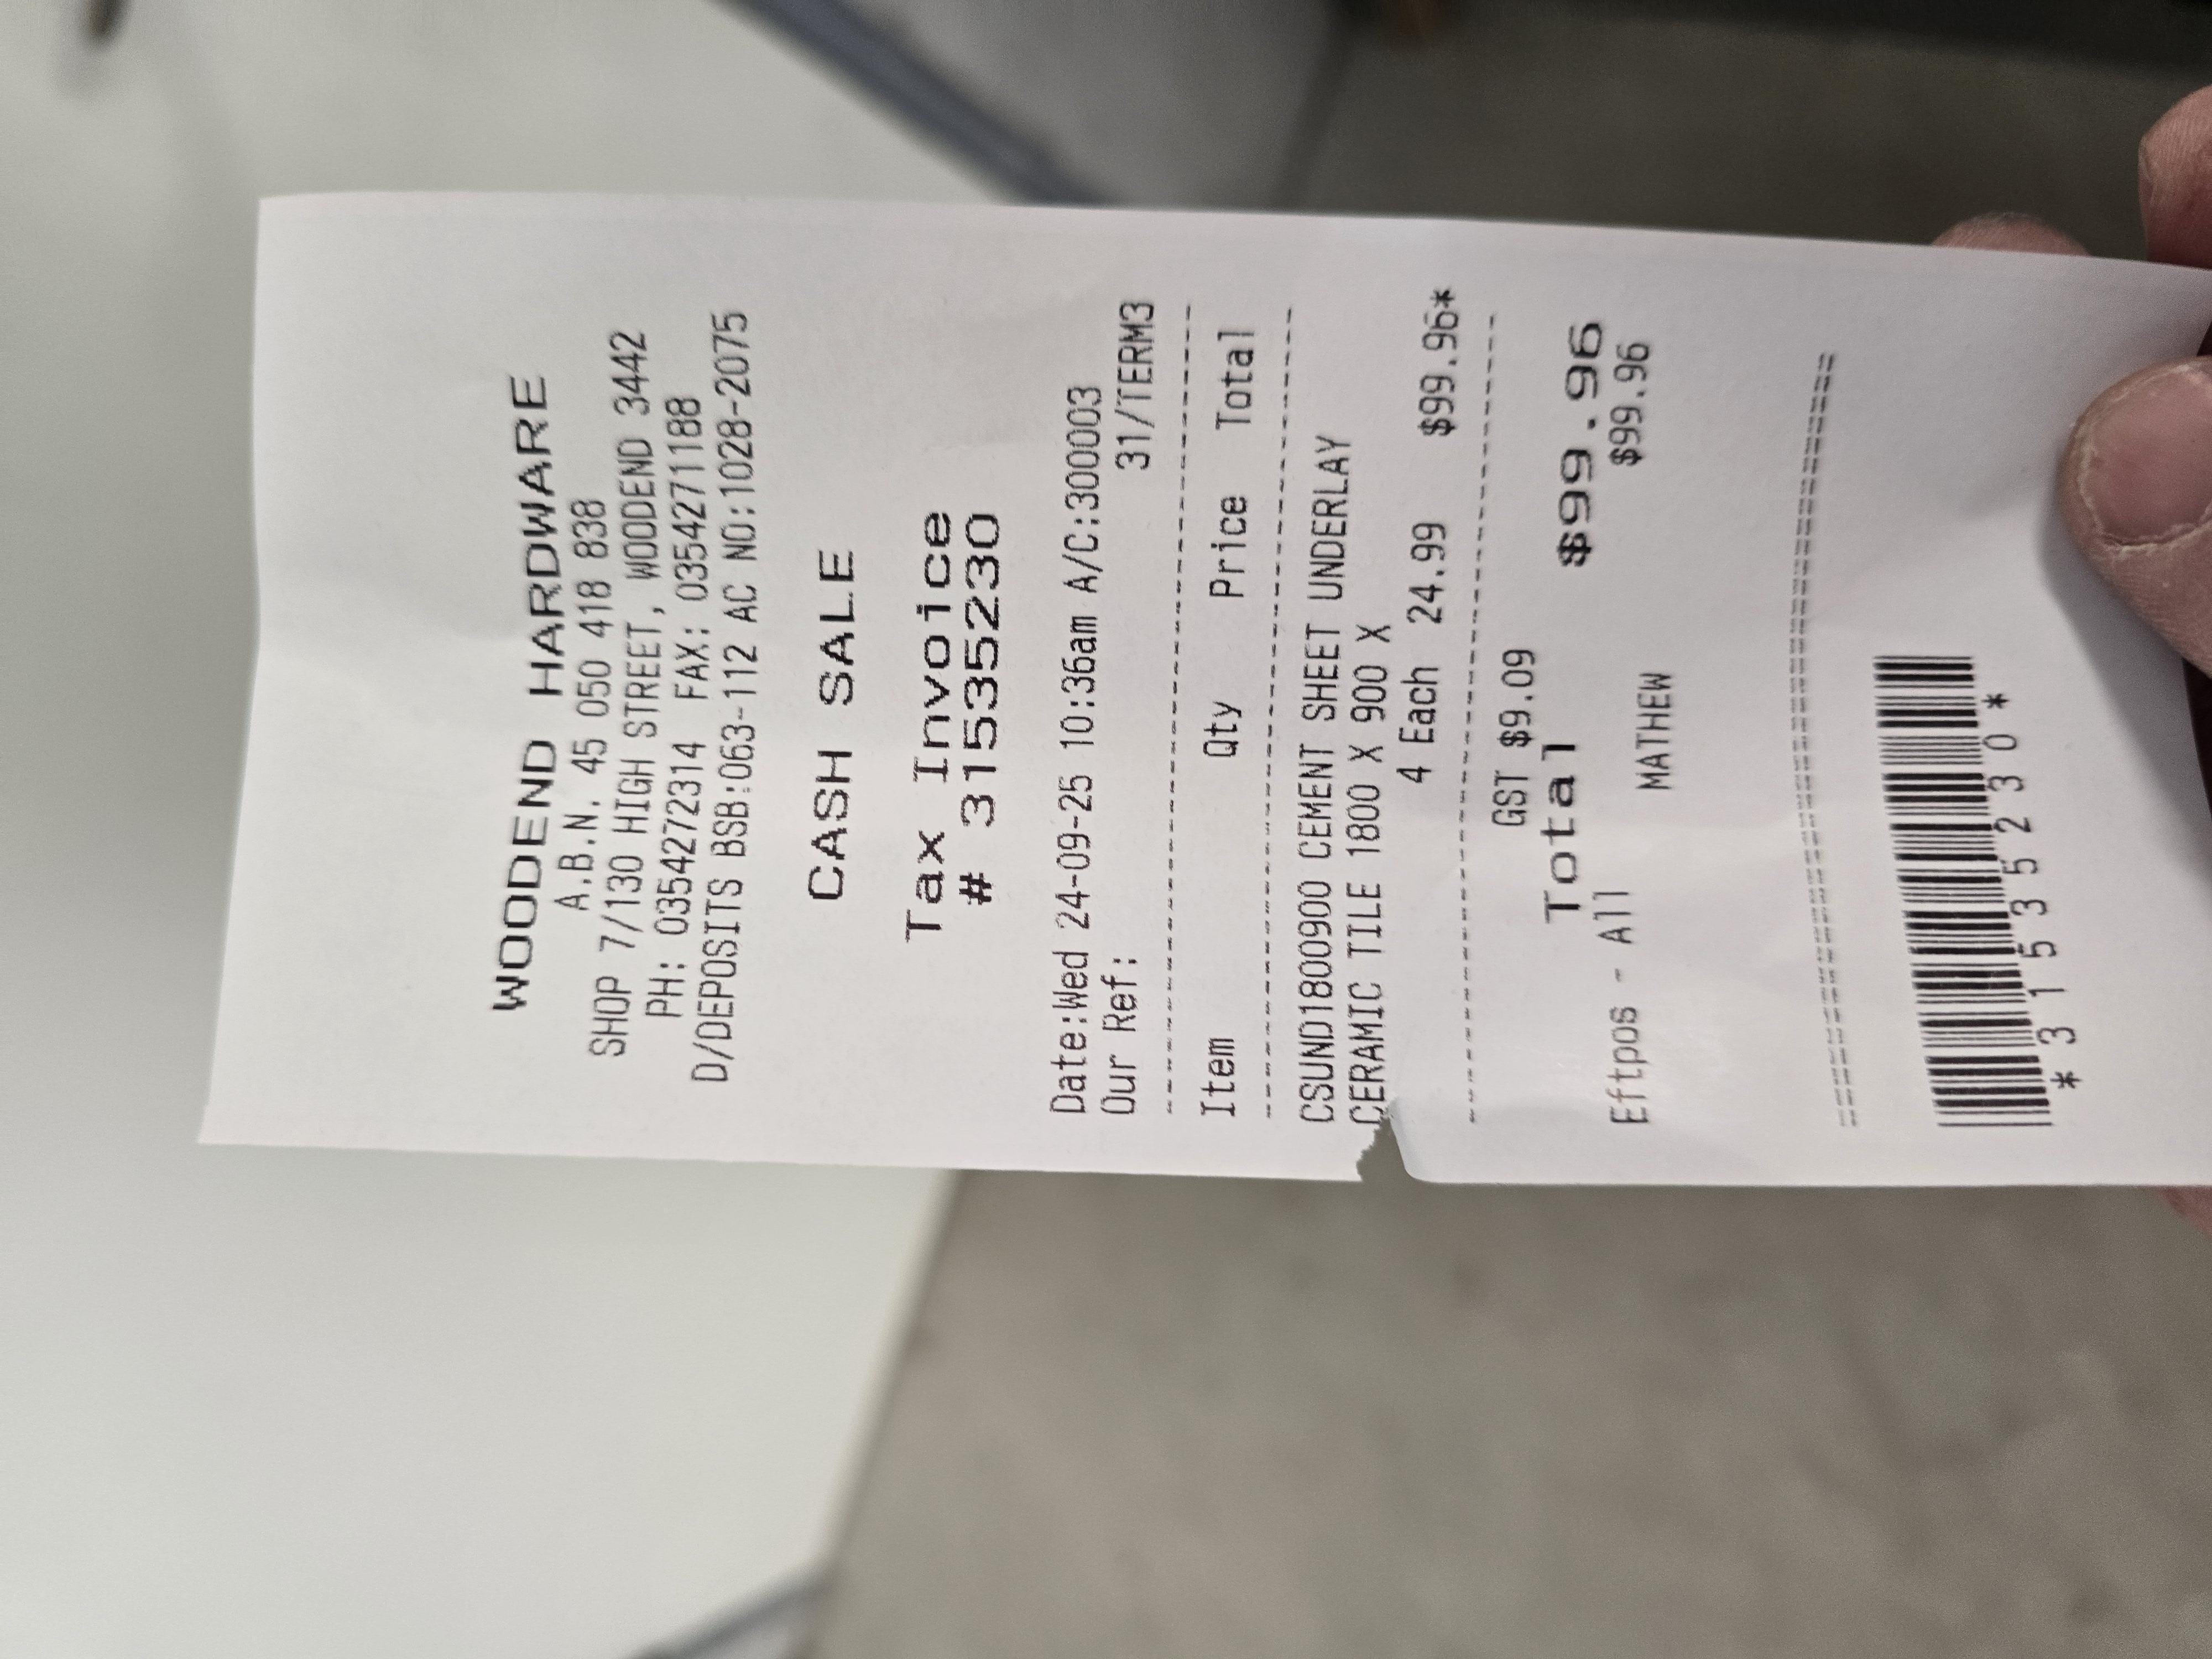 WOODEND HARDWARE
A.B.N. 45 050 418 838
SHOP 7/130 HIGH STREET, WOODEND 3442
PH: 0354272314 FAX: 0354271188
D/DEPOSITS BSB:063-112 AC NO:1028-2075
CASH SALE
Tax Invoice
# 31535230
Date:Wed 24-09-25 10:36am A/C:300003
Our Ref: 31/TERM3
Item Qty Price Total
CSUND1800900 CEMENT SHEET UNDERLAY
CERAMIC TILE 1800 X 900 X
4 Each 24.99 $99.96*
GST $9.09
Total $99.96
Eftpos - All $99.96
MATHEW
*31535230*